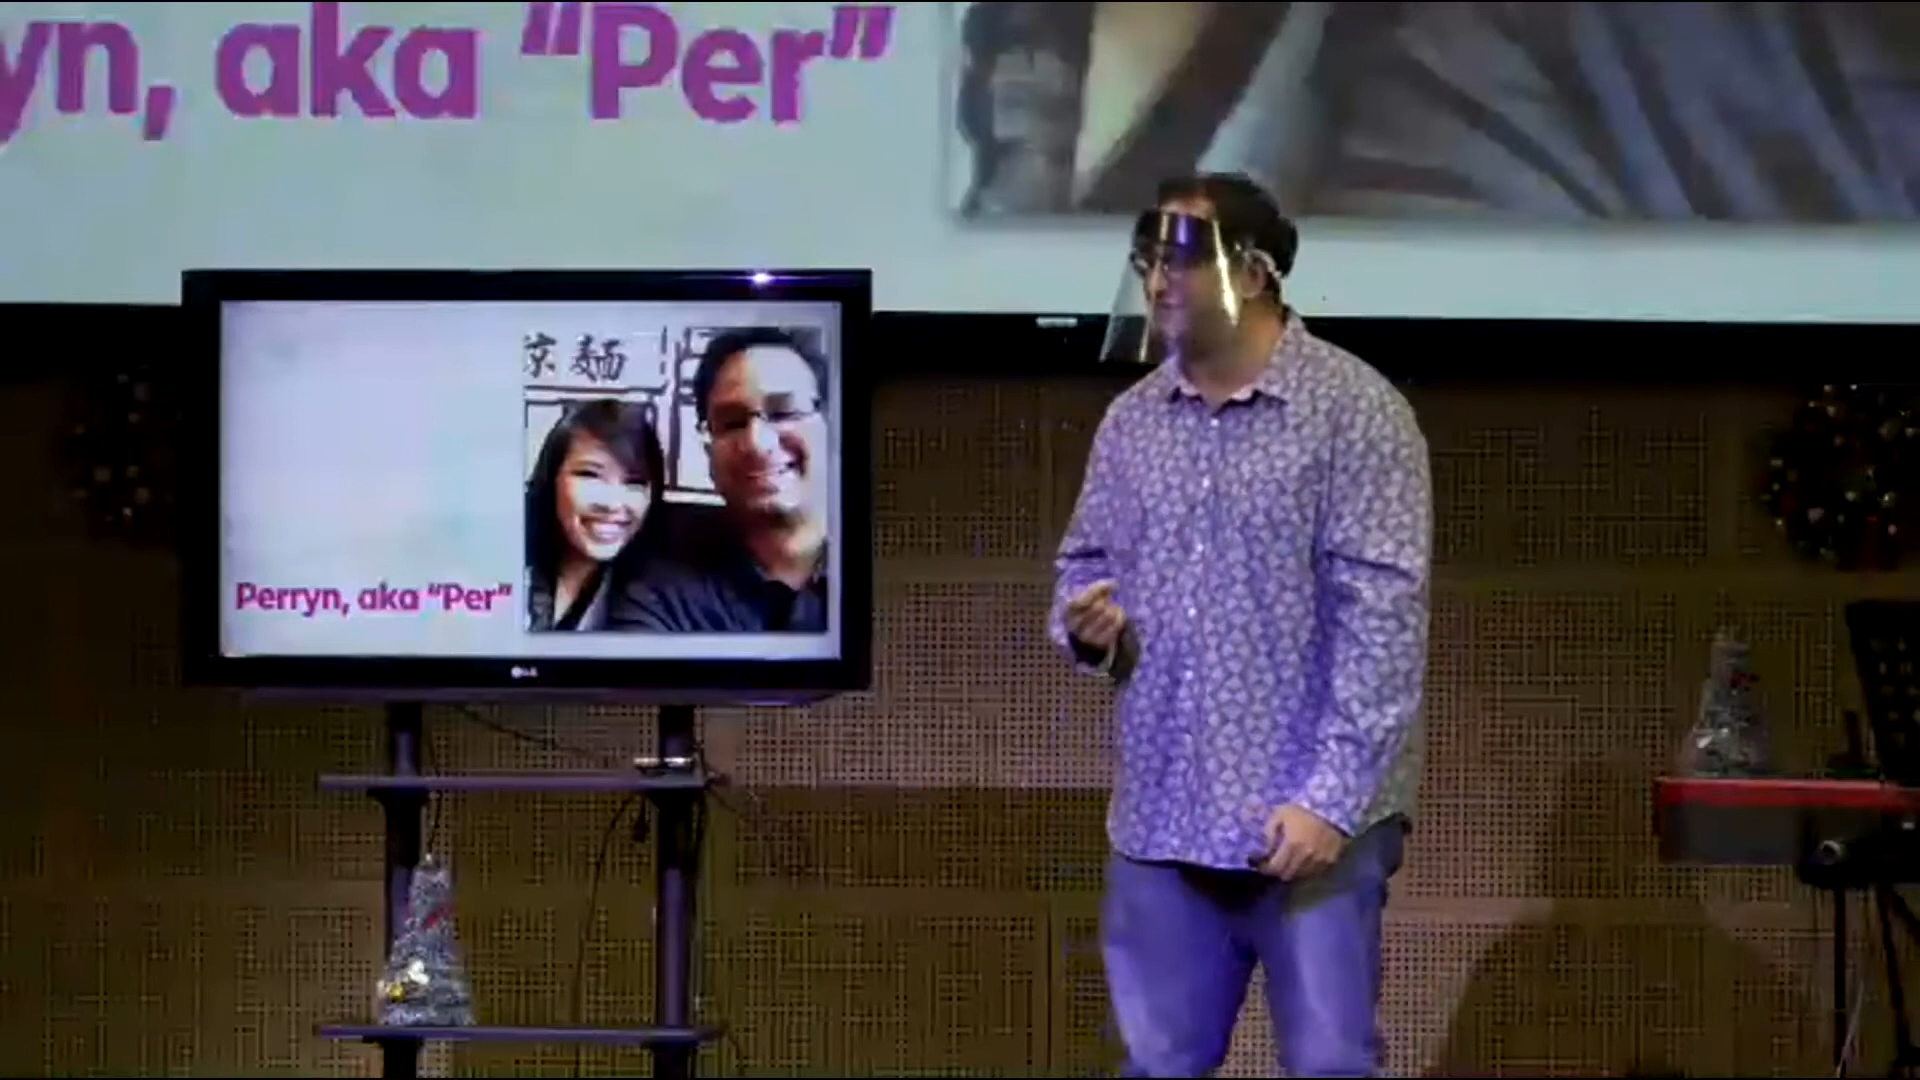 yn, aka “Per”
京麺
Perryn, aka “Per”
LG